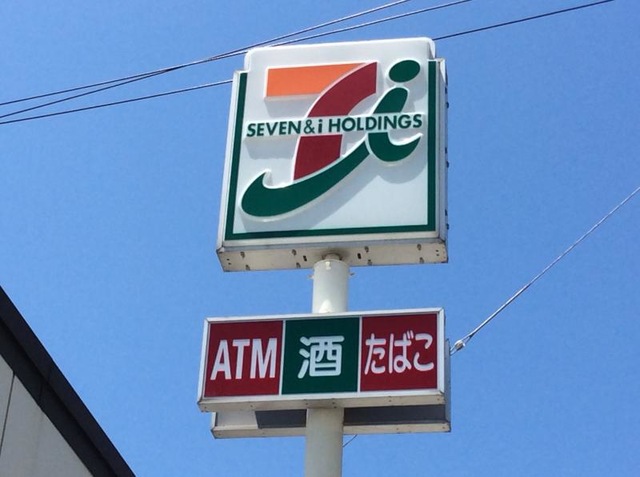 7i
SEVEN&i HOLDINGS
ATM 酒 たばこ